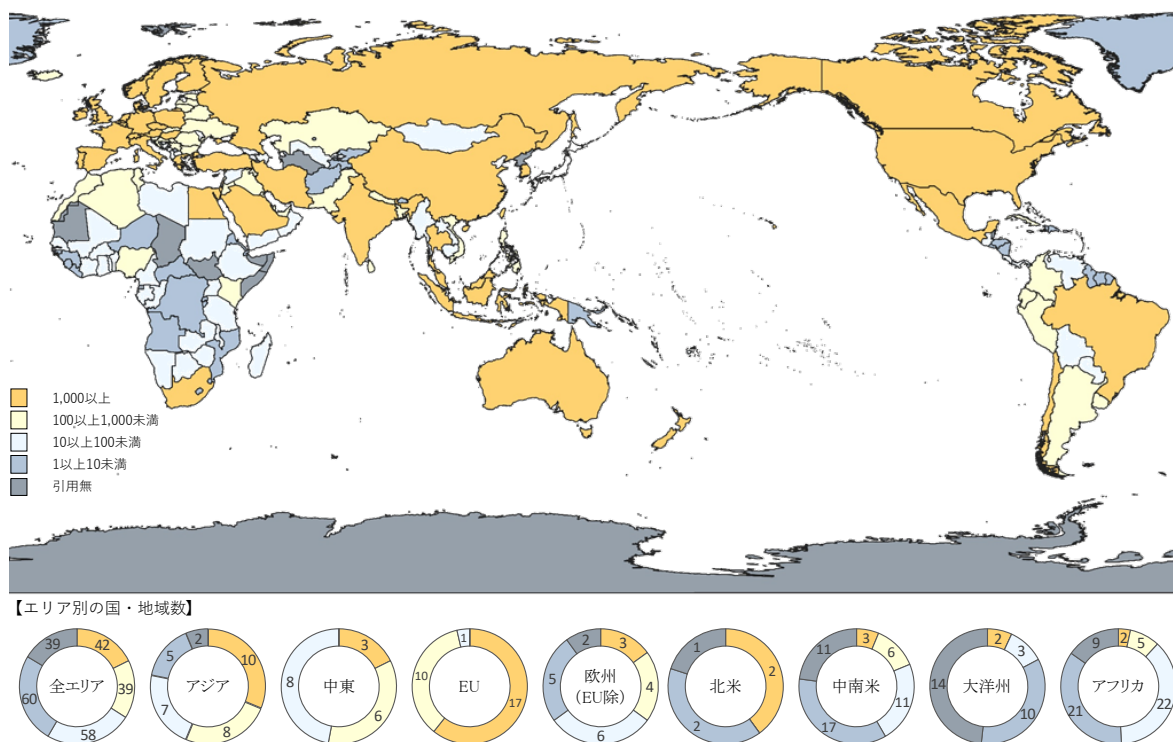 1,000以上
100以上1,000未満
10以上100未満
1以上10未満
引用無
【エリア別の国・地域数】
全エリア
42
39
58
60
39
アジア
10
8
7
5
2
中東
3
6
8
EU
17
10
1
欧州
(EU除)
3
4
6
5
2
北米
2
2
1
中南米
3
6
11
17
11
大洋州
2
3
10
14
アフリカ
2
5
22
21
9